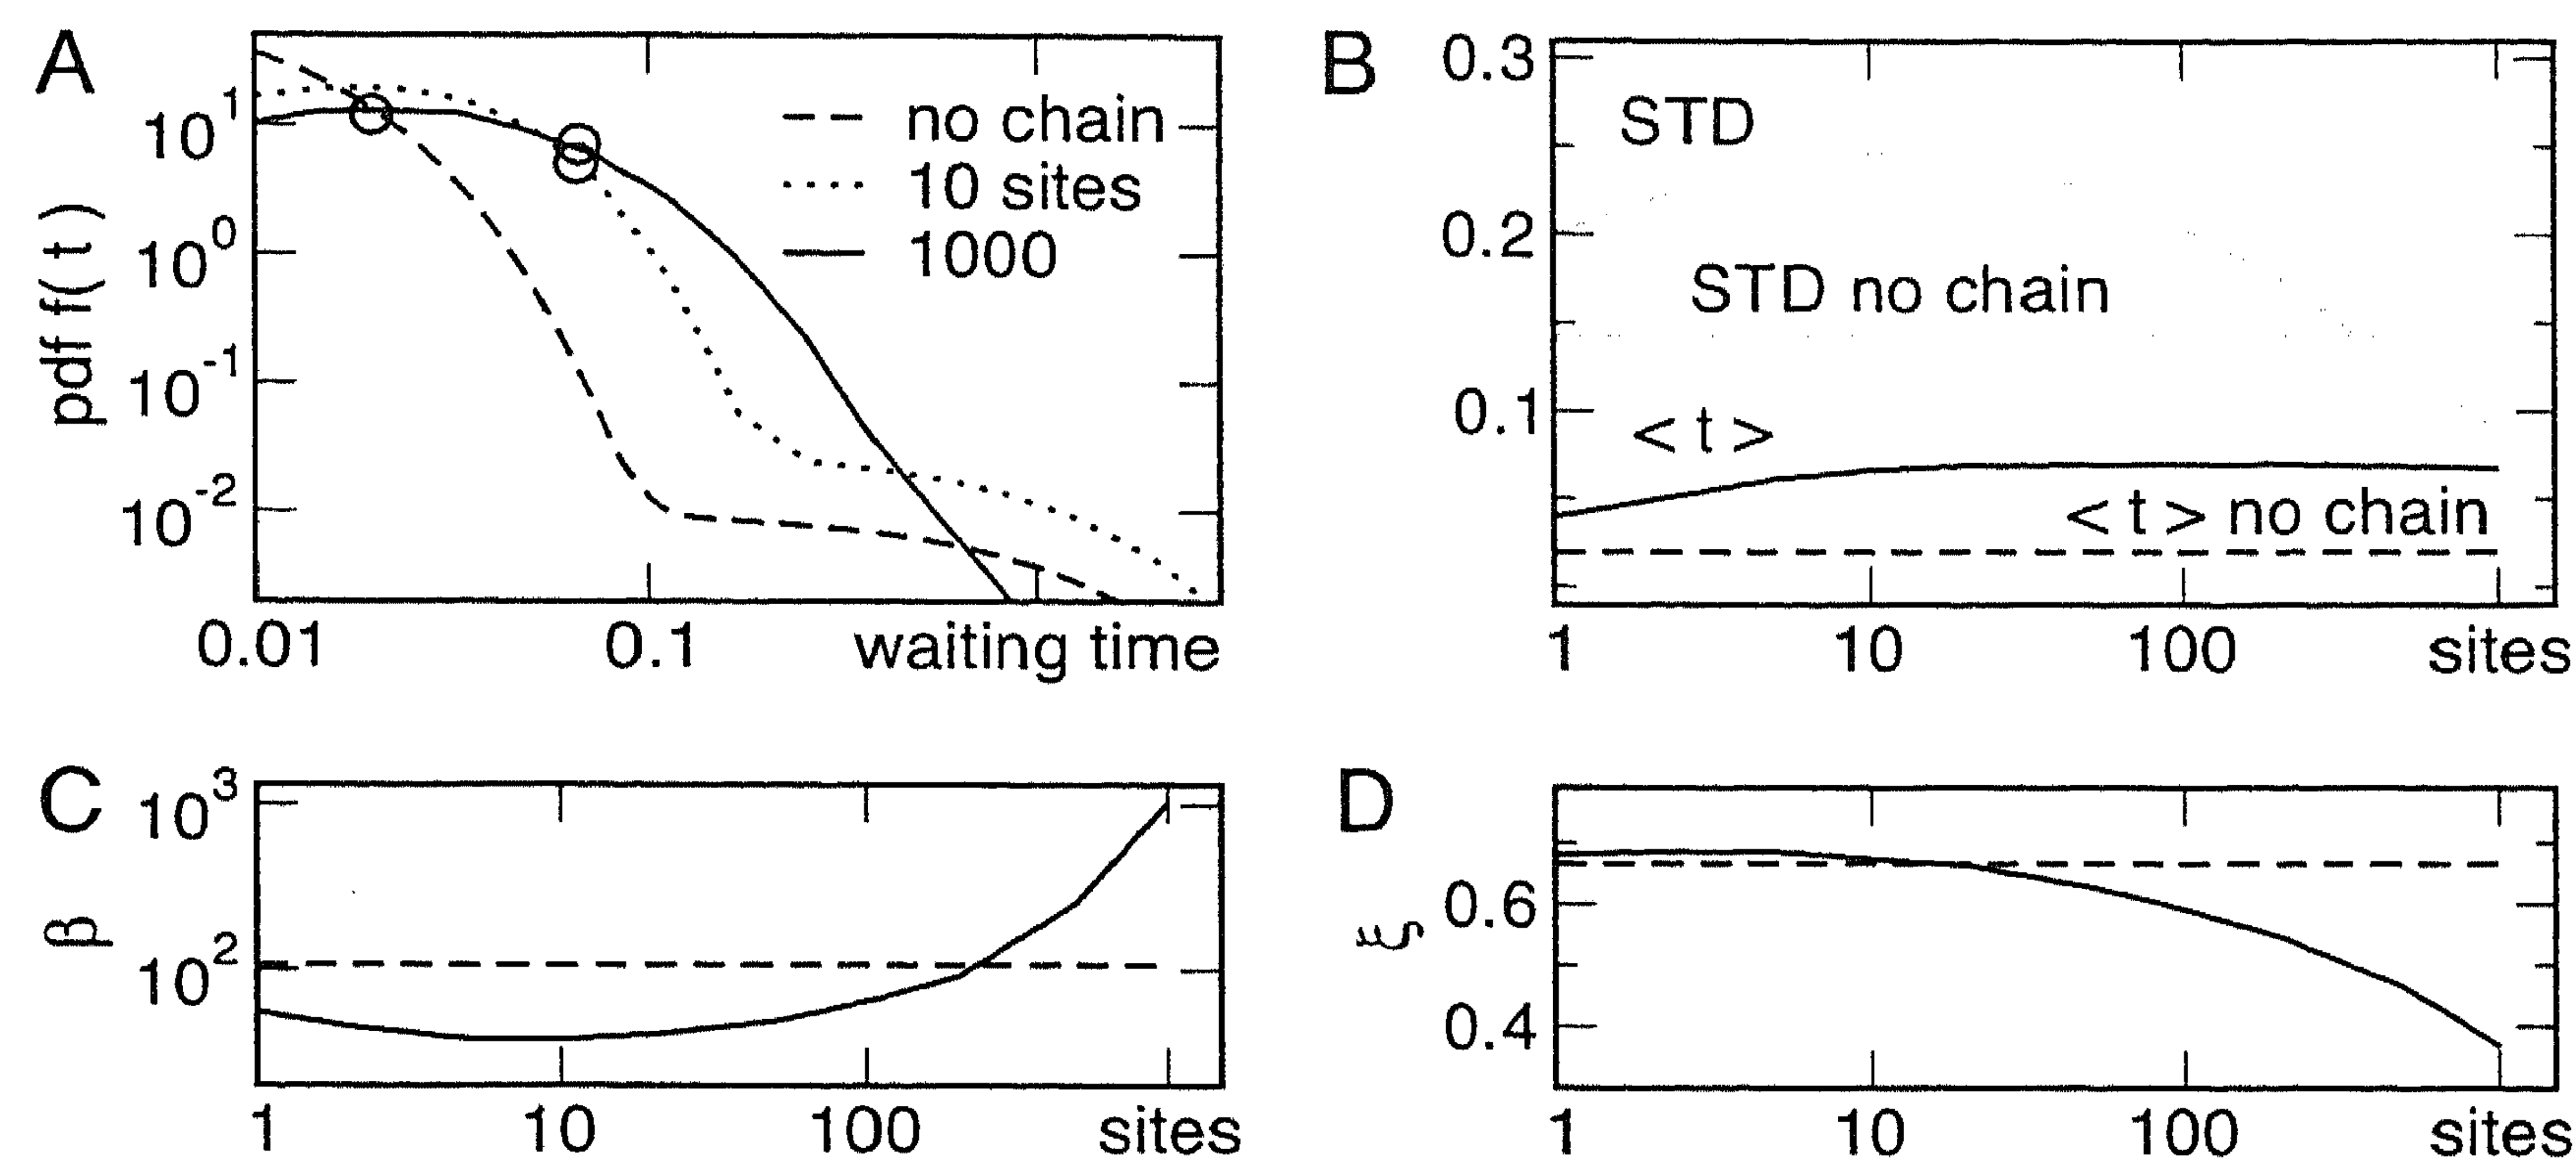 A
10^1
10^0
10^-1
10^-2
pdf f( t )
no chain
10 sites
1000
0.01
0.1
waiting time
B
0.3
0.2
0.1
STD
STD no chain
< t >
< t > no chain
1
10
100
sites
C
10^3
10^2
β
1
10
100
sites
D
0.6
0.4
ξ
1
10
100
sites